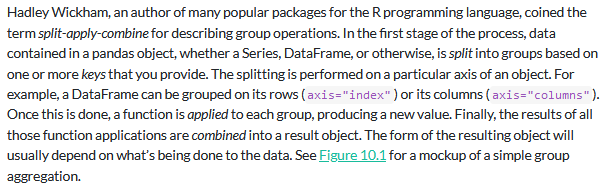 Hadley Wickham, an author of many popular packages for the R programming language, coined the
term split-apply-combine for describing group operations. In the first stage of the process, data
contained in a pandas object, whether a Series, DataFrame, or otherwise, is split into groups based on
one or more keys that you provide. The splitting is performed on a particular axis of an object. For
example, a DataFrame can be grouped on its rows (axis="index") or its columns (axis="columns").
Once this is done, a function is applied to each group, producing a new value. Finally, the results of all
those function applications are combined into a result object. The form of the resulting object will
usually depend on what's being done to the data. See Figure 10.1 for a mockup of a simple group
aggregation.